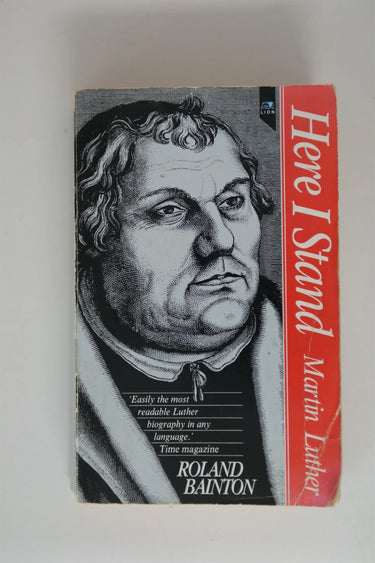 LION
Here I Stand—Martin Luther
'Easily the most
readable Luther
biography in any
language.'
Time magazine
ROLAND
BAINTON